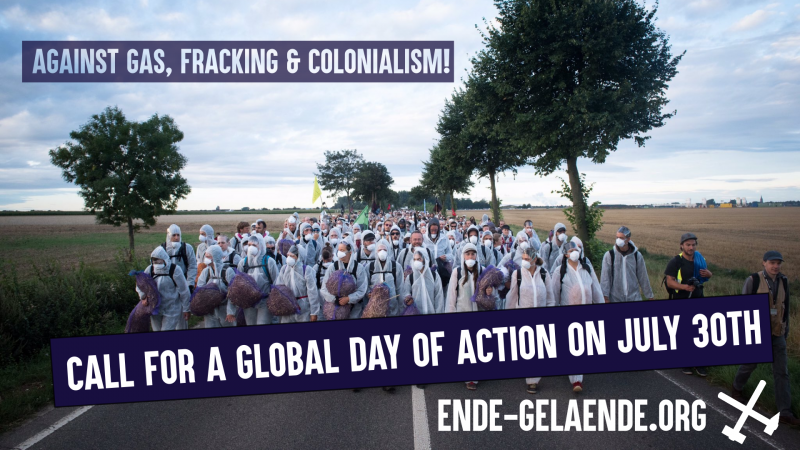 AGAINST GAS, FRACKING & COLONIALISM!
CALL FOR A GLOBAL DAY OF ACTION ON JULY 30TH
ENDE-GELAENDE.ORG